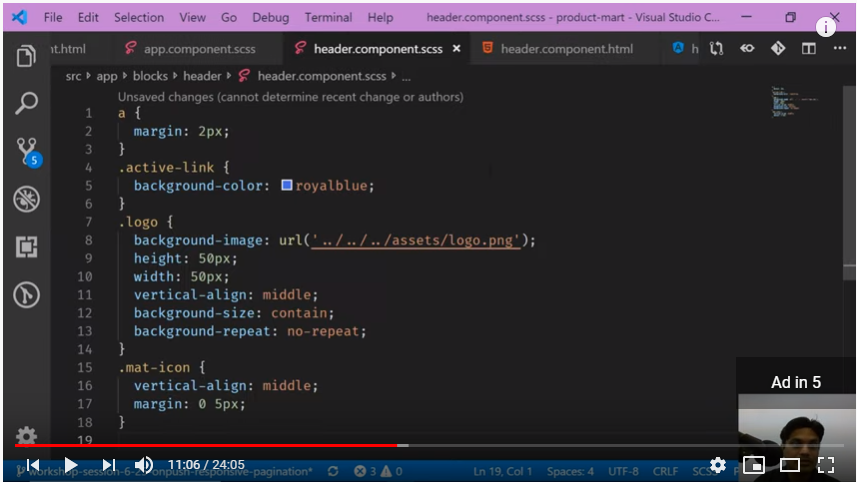 File Edit Selection View Go Debug Terminal Help header.component.scss - product-mart - Visual Studio C...
nt.html app.component.scss header.component.scss header.component.html h
src app blocks header header.component.scss ...
Unsaved changes (cannot determine recent change or authors)
1 a {
2 margin: 2px;
3 }
4 .active-link {
5 background-color: royalblue;
6 }
7 .logo {
8 background-image: url('../../../assets/logo.png');
9 height: 50px;
10 width: 50px;
11 vertical-align: middle;
12 background-size: contain;
13 background-repeat: no-repeat;
14 }
15 .mat-icon {
16 vertical-align: middle;
17 margin: 0 5px;
18 }
19
5
Ad in 5
11:06 / 24:05
workshop-session-6-2 onpush-responsive-pagination* 3 0 Ln 19, Col 1 Spaces: 4 UTF-8 CRLF SCS